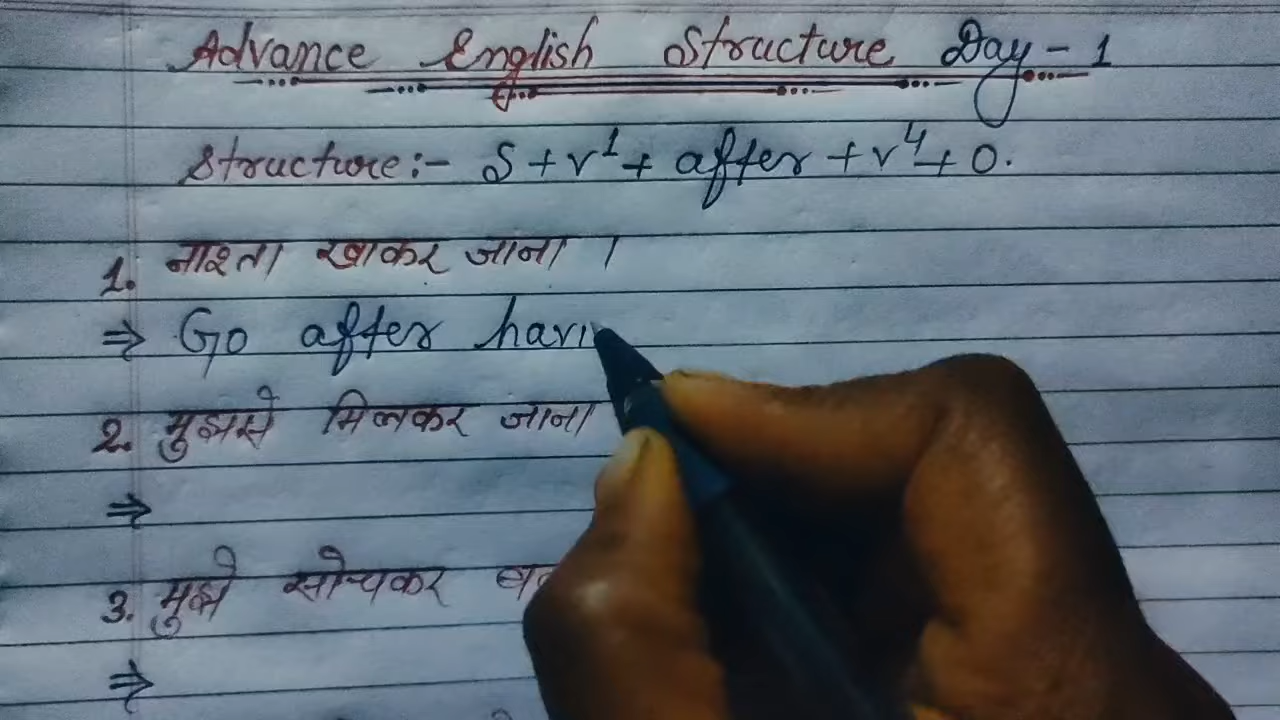 Advance English Structure Day - 1
Structure:- S + v¹ + after + v⁴ + O.
1. नाश्ता खाकर जाना ।
⇒ Go after havi
2. मुझसे मिलकर जाना
⇒
3. मुझे सोचकर
⇒